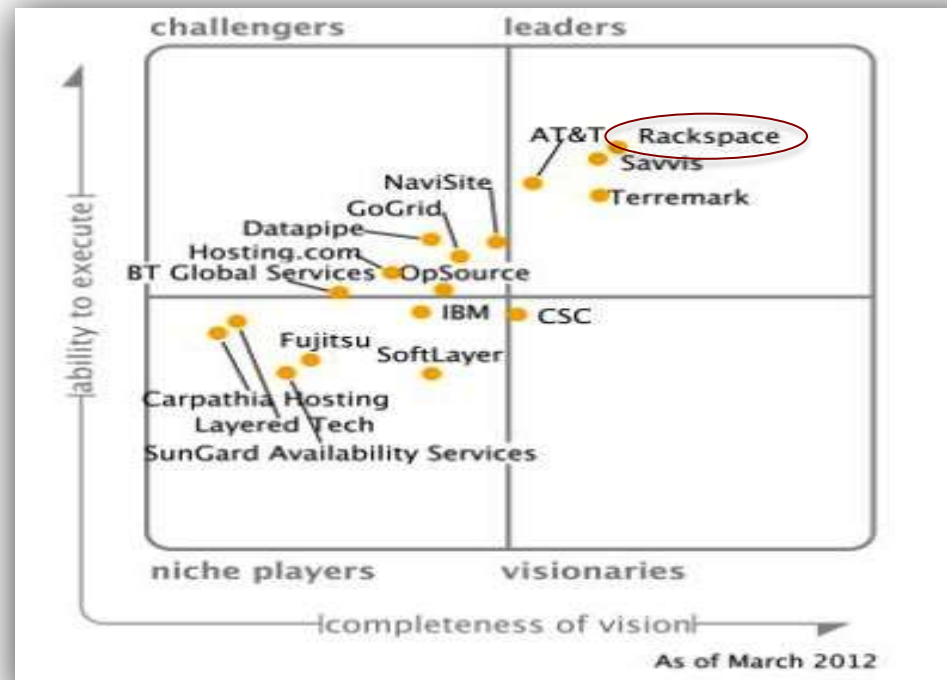 challengers leaders
AT&T Rackspace
Savvis
NaviSite
Terremark
GoGrid
Datapipe
Hosting.com
BT Global Services OpSource
IBM CSC
Fujitsu
SoftLayer
Carpathia Hosting
Layered Tech
SunGard Availability Services
ability to execute
niche players visionaries
completeness of vision
As of March 2012